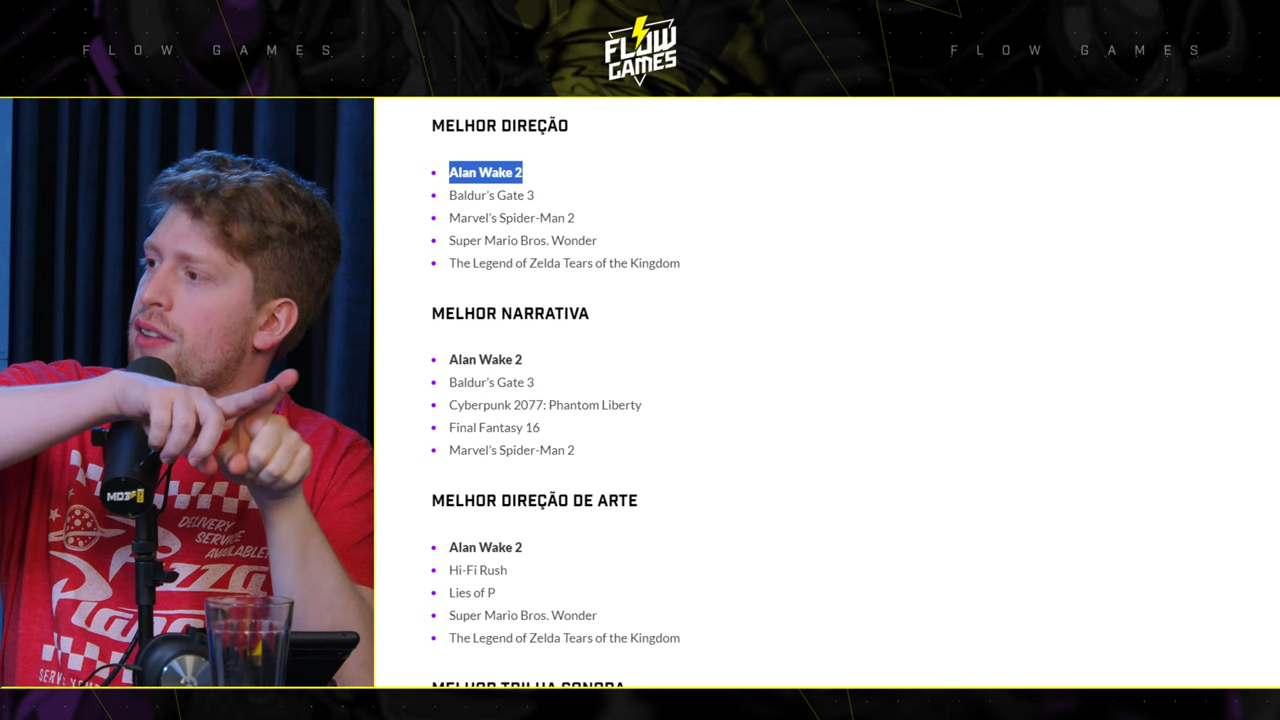 FLOW GAMES
FLOW
GAMES
FLOW GAMES
MELHOR DIREÇÃO
Alan Wake 2
Baldur’s Gate 3
Marvel’s Spider-Man 2
Super Mario Bros. Wonder
The Legend of Zelda Tears of the Kingdom
MELHOR NARRATIVA
Alan Wake 2
Baldur’s Gate 3
Cyberpunk 2077: Phantom Liberty
Final Fantasy 16
Marvel’s Spider-Man 2
MELHOR DIREÇÃO DE ARTE
Alan Wake 2
Hi-Fi Rush
Lies of P
Super Mario Bros. Wonder
The Legend of Zelda Tears of the Kingdom
MELHOR TRILHA SONORA
DELIVERY
SERVICE
AVAILABLE!